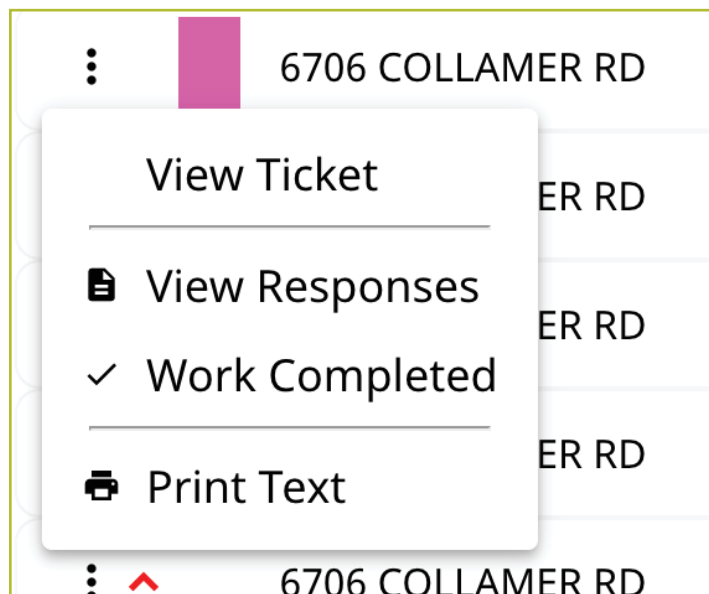 6706 COLLAMER RD
View Ticket
ER RD
View Responses
ER RD
Work Completed
ER RD
Print Text
6706 COLLAMER RD